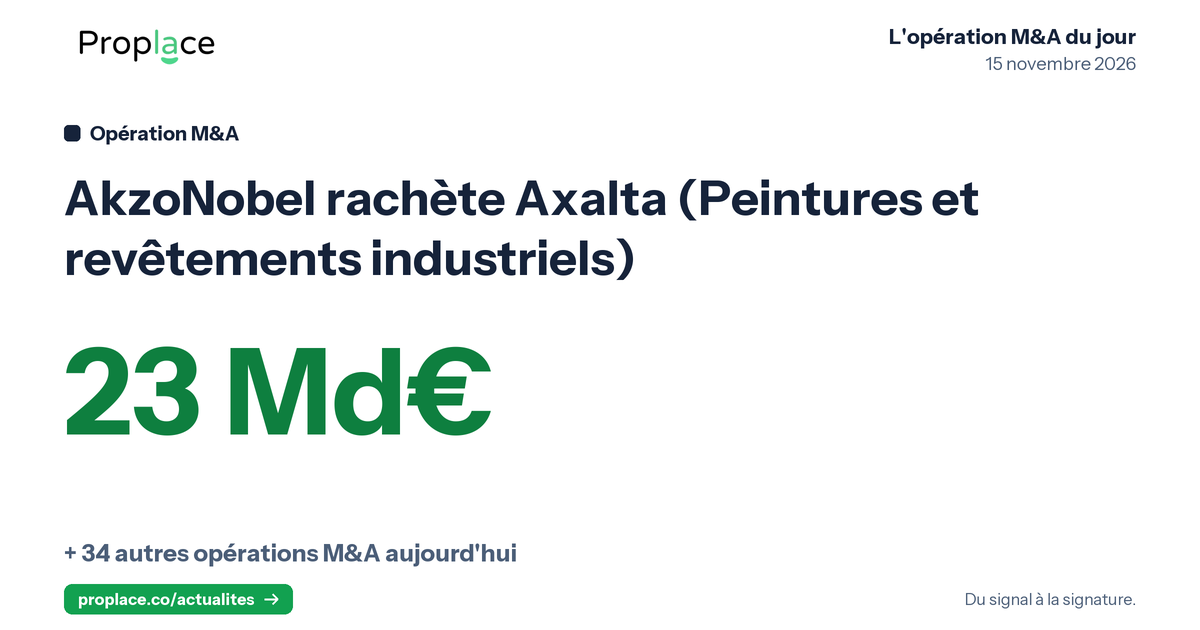 Proplace
L'opération M&A du jour
15 novembre 2026
Opération M&A
AkzoNobel rachète Axalta (Peintures et
revêtements industriels)
23 Md€
+ 34 autres opérations M&A aujourd'hui
proplace.co/actualites →
Du signal à la signature.